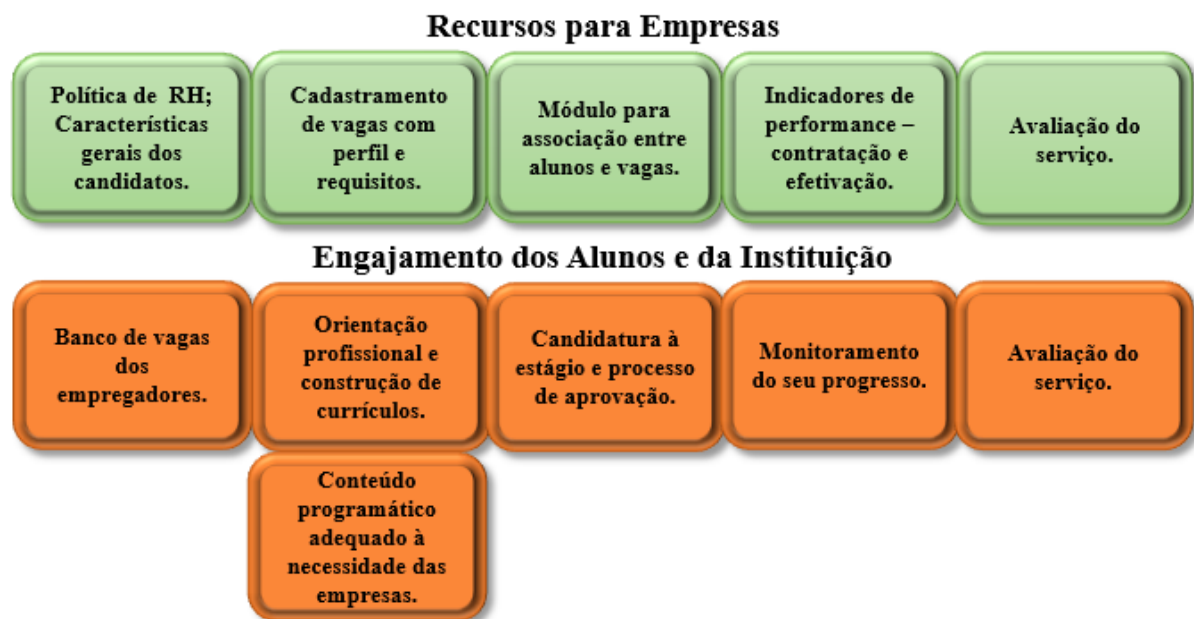 Recursos para Empresas
Política de RH;
Características
gerais dos
candidatos.
Cadastramento
de vagas com
perfil e
requisitos.
Módulo para
associação entre
alunos e vagas.
Indicadores de
performance –
contratação e
efetivação.
Avaliação do
serviço.
Engajamento dos Alunos e da Instituição
Banco de vagas
dos
empregadores.
Orientação
profissional e
construção de
currículos.
Candidatura à
estágio e processo
de aprovação.
Monitoramento
do seu progresso.
Avaliação do
serviço.
Conteúdo
programático
adequado à
necessidade das
empresas.